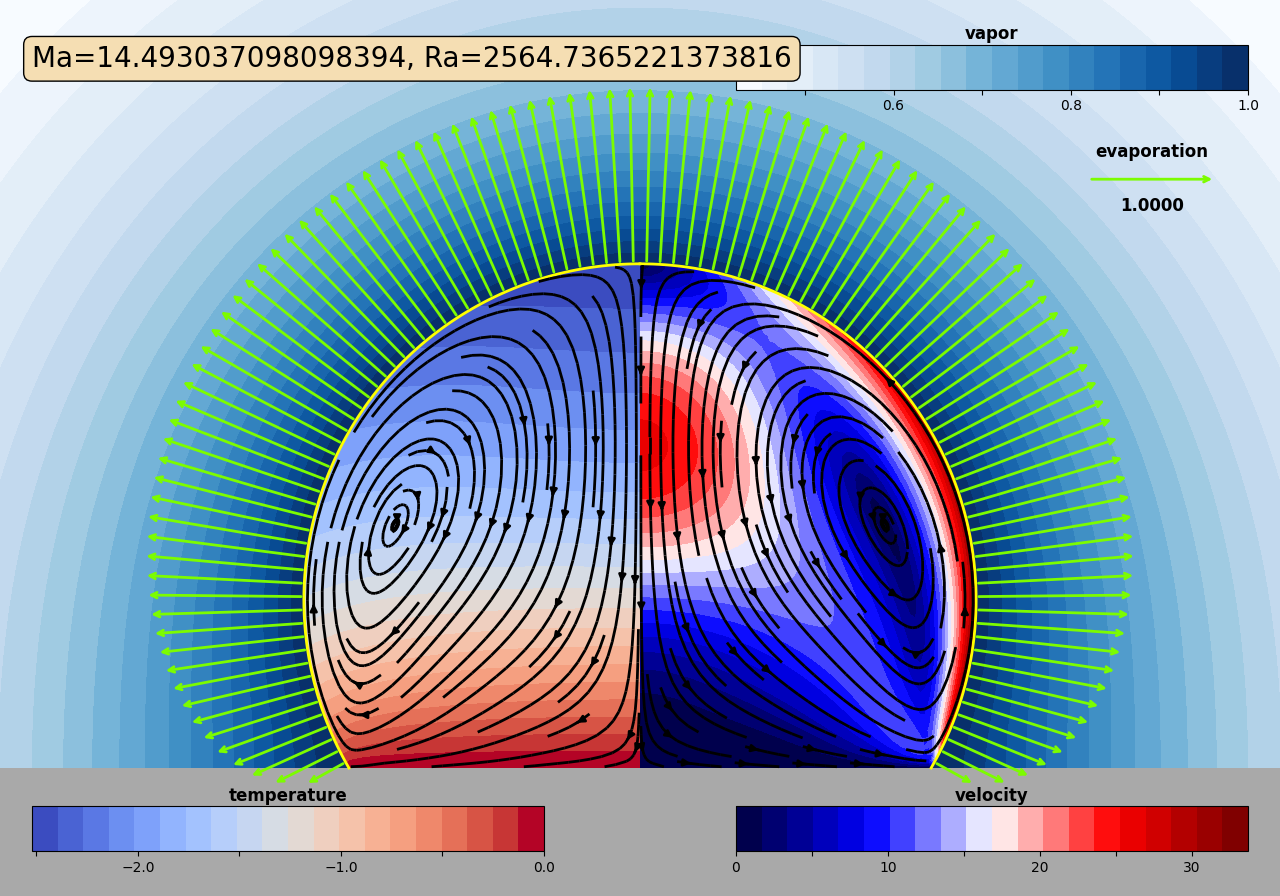 vapor
Ma=14.493037098098394, Ra=2564.7365221373816
0.6 0.8 1.0
evaporation
1.0000
temperature
−2.0 −1.0 0.0
velocity
0 10 20 30